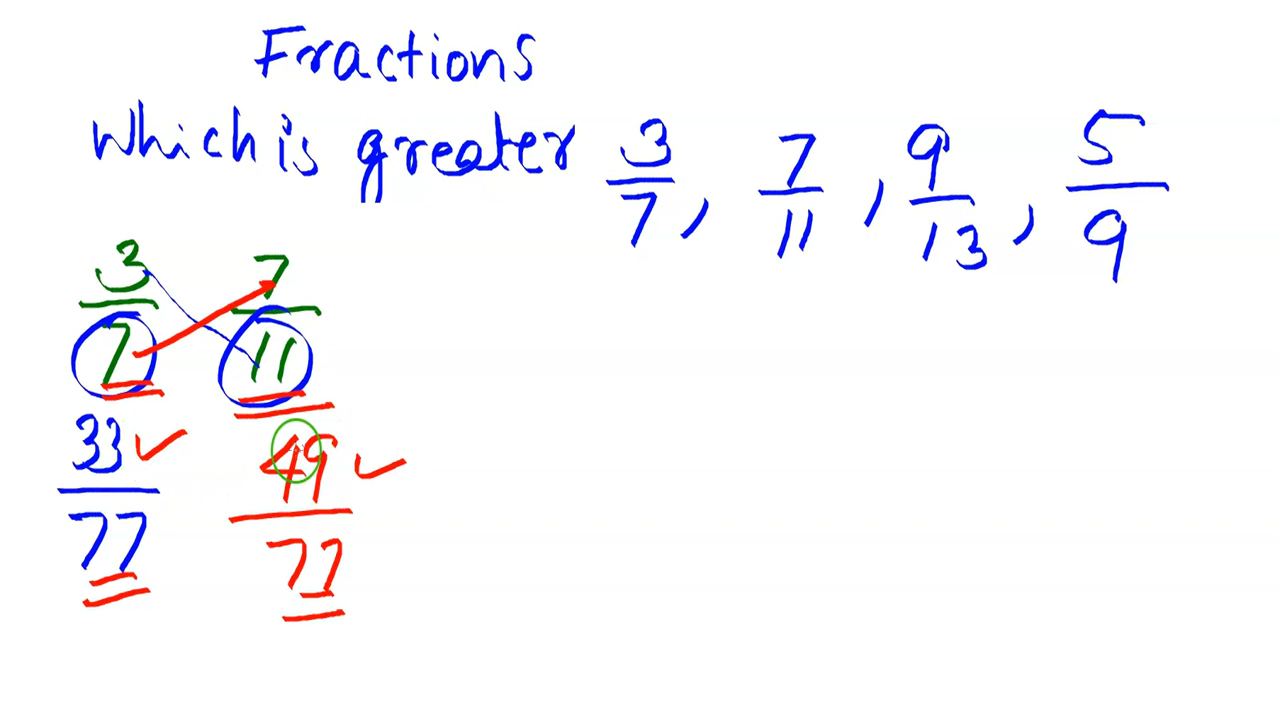 Fractions
Which is greater 3/7, 7/11, 9/13, 5/9
3/7 7/11
33/77 49/77